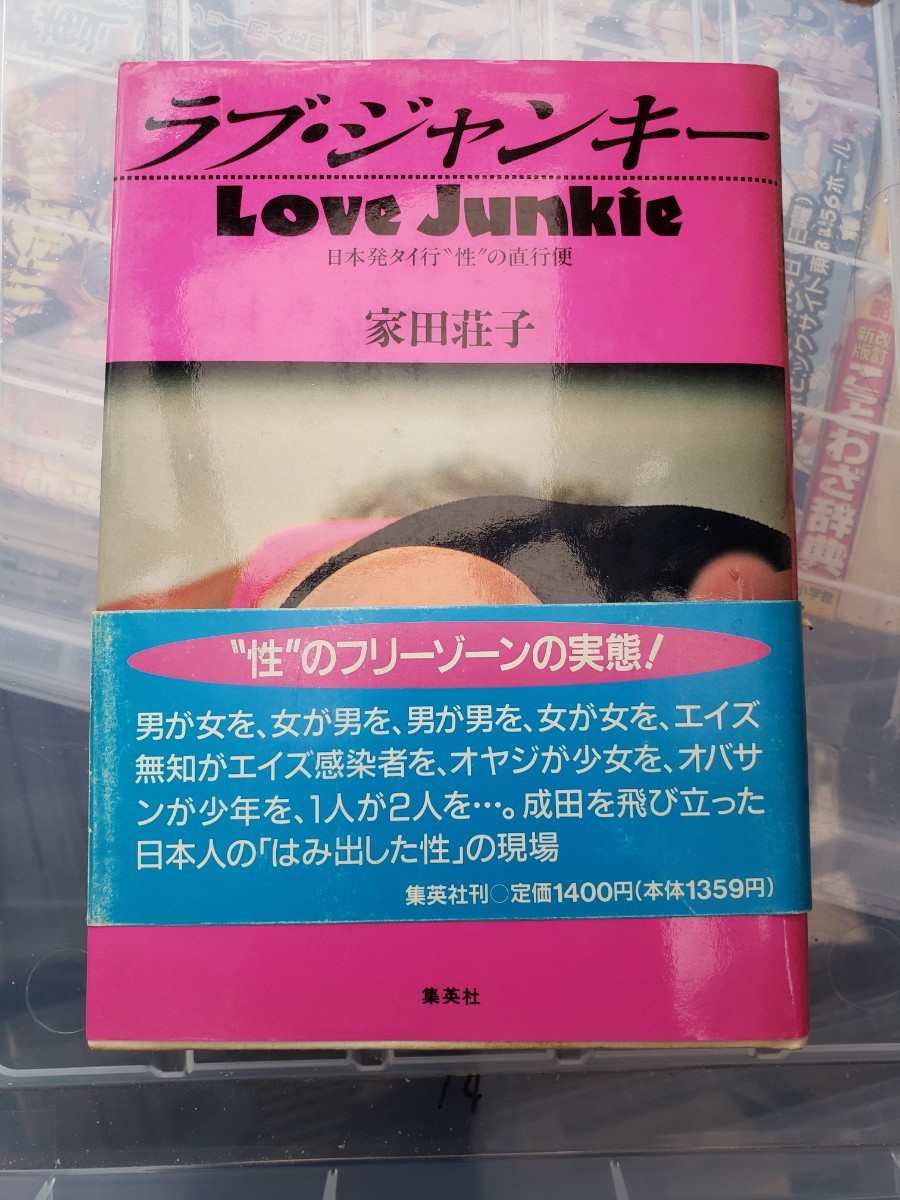 ラブ・ジャンキー
Love Junkie
日本発タイ行〝性〟の直行便
家田荘子
〝性〟のフリーゾーンの実態!
男が女を、女が男を、男が男を、女が女を、エイズ
無知がエイズ感染者を、オヤジが少女を、オバサ
ンが少年を、1人が2人を…。成田を飛び立った
日本人の「はみ出した性」の現場
集英社刊○定価1400円(本体1359円)
集英社
14
改訂
新版
ことわざ辞典
小学館